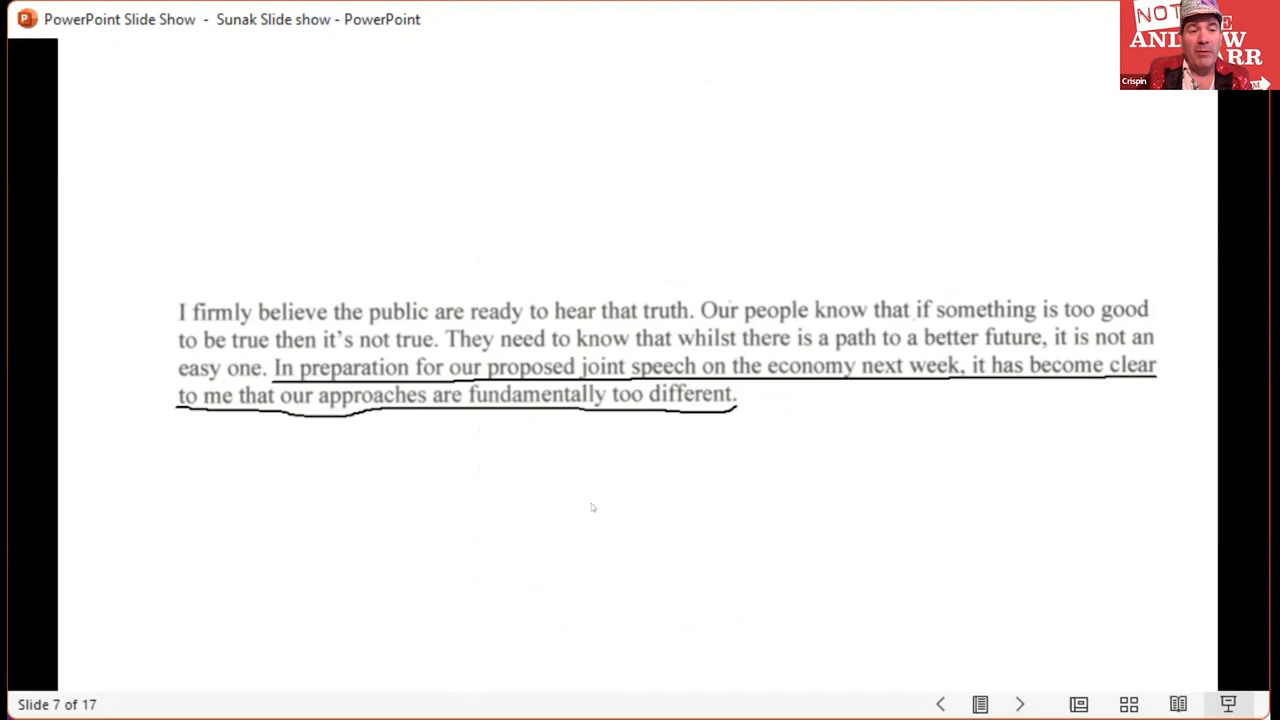 PowerPoint Slide Show - Sunak Slide show - PowerPoint
NOT
ANDREW
MARR
Crispin
I firmly believe the public are ready to hear that truth. Our people know that if something is too good
to be true then it's not true. They need to know that whilst there is a path to a better future, it is not an
easy one. In preparation for our proposed joint speech on the economy next week, it has become clear
to me that our approaches are fundamentally too different.
Slide 7 of 17